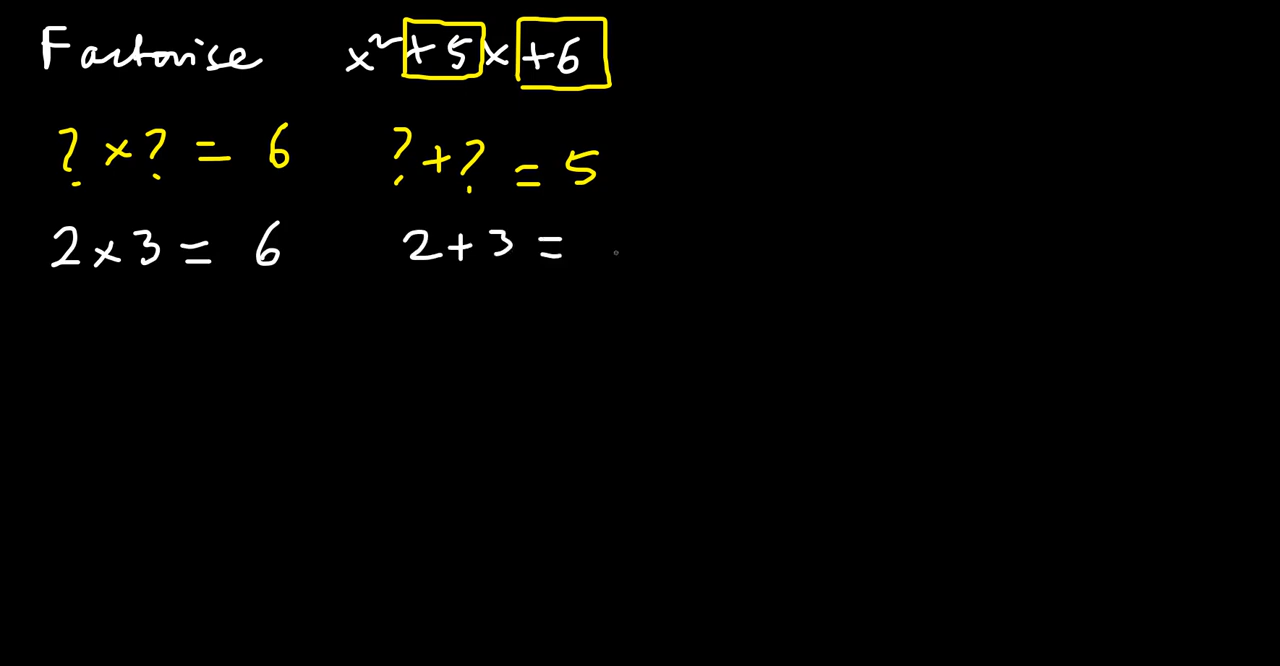 Factorise x² + 5x + 6
? × ? = 6 ? + ? = 5
2 × 3 = 6 2 + 3 =